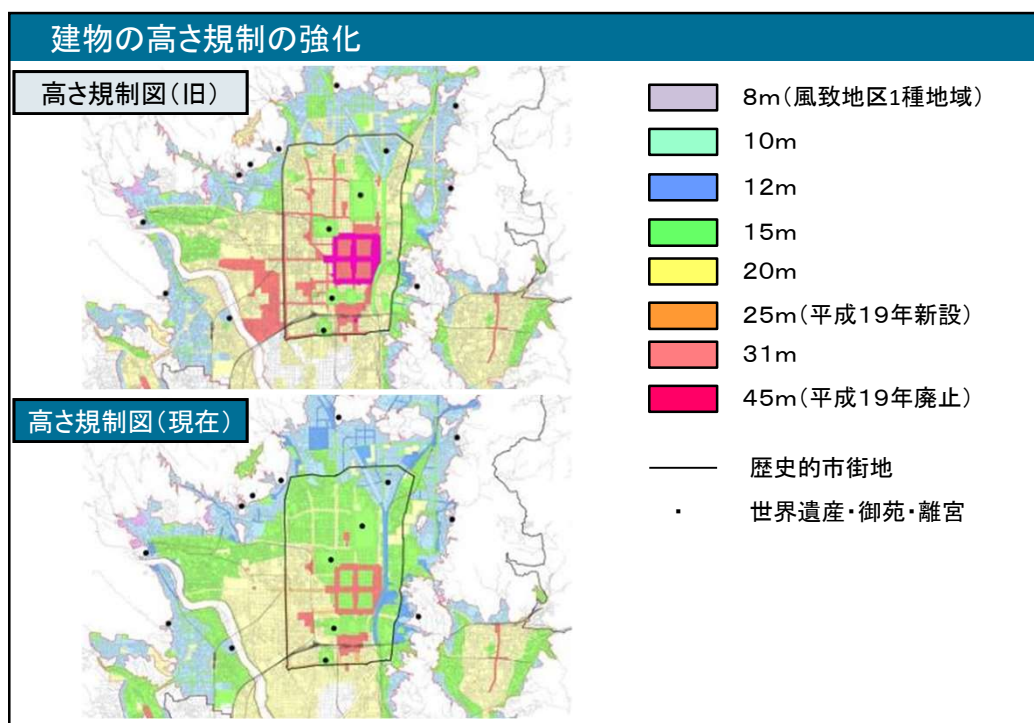 建物の高さ規制の強化
高さ規制図(旧)
8m(風致地区1種地域)
10m
12m
15m
20m
25m(平成19年新設)
31m
45m(平成19年廃止)
高さ規制図(現在)
歴史的市街地
世界遺産・御苑・離宮